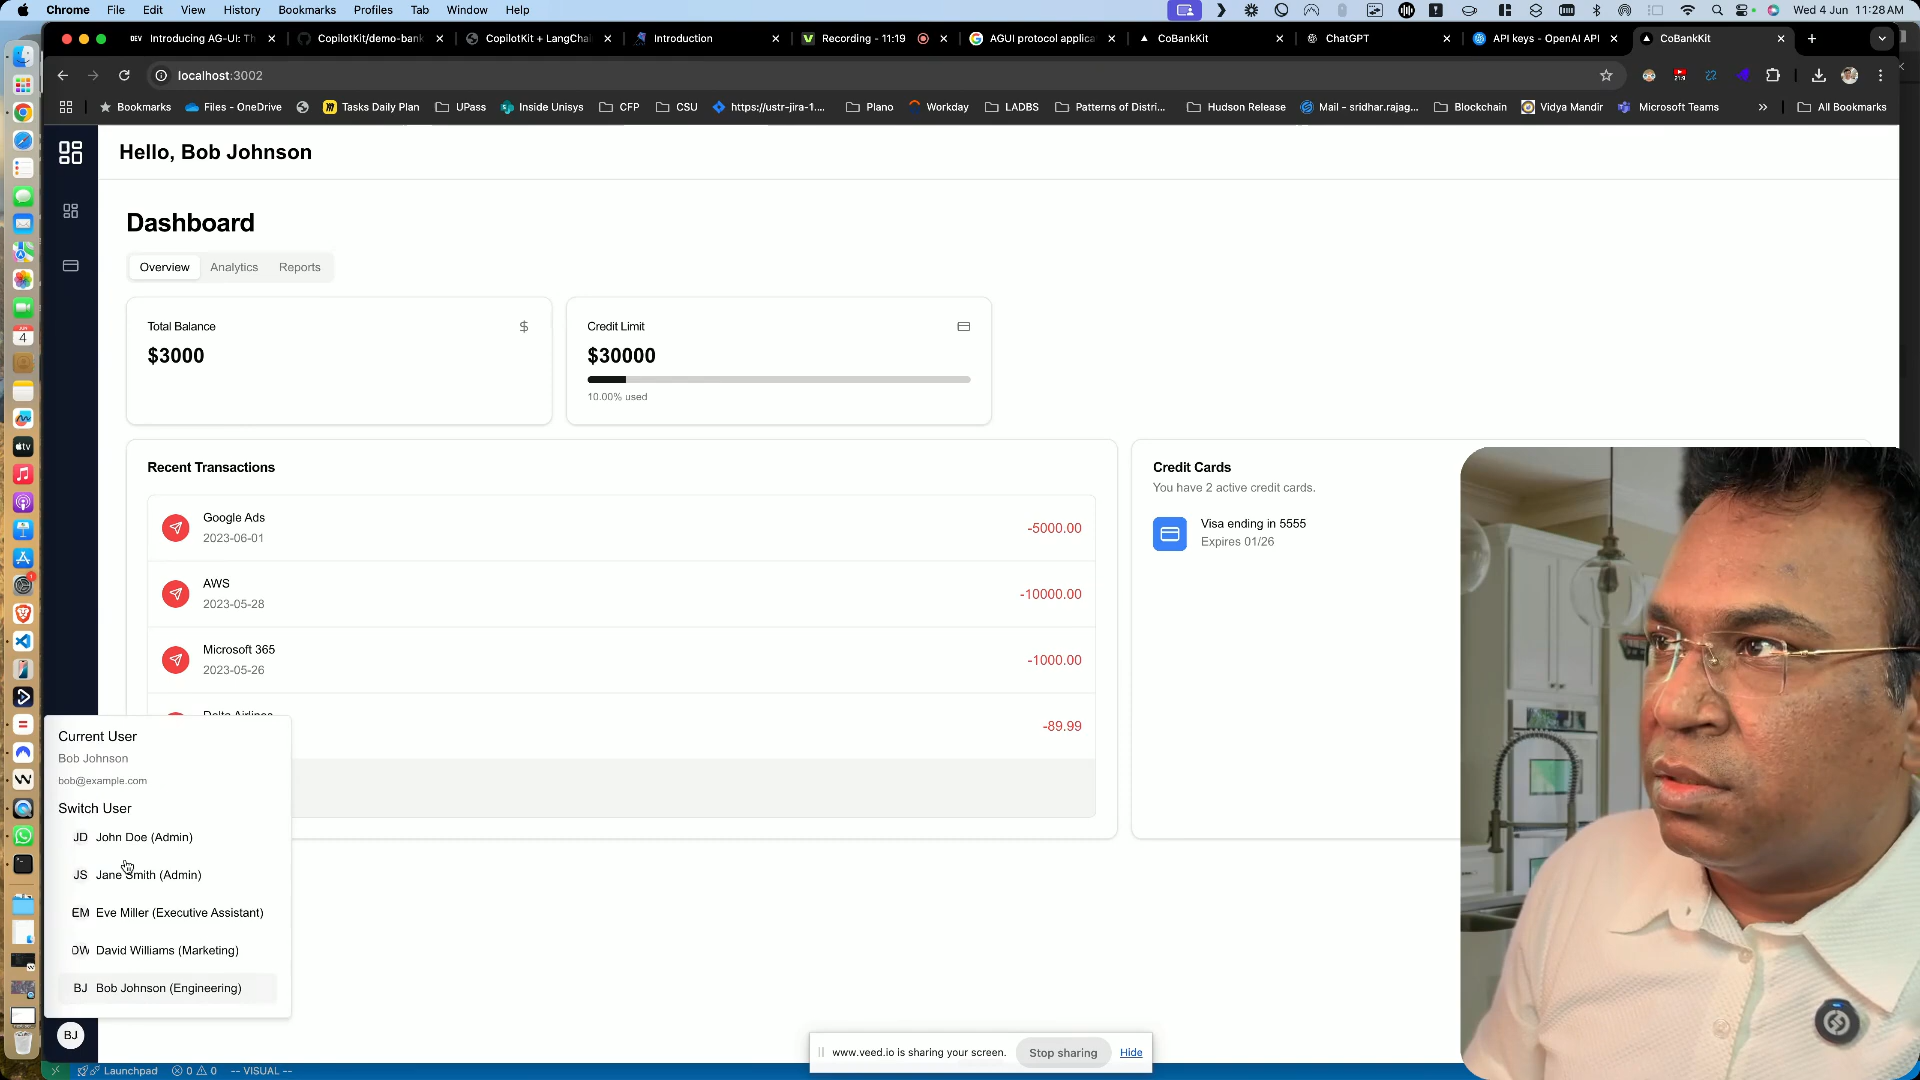 Chrome File Edit View History Bookmarks Profiles Tab Window Help Wed 4 Jun 11:28 AM
DEV Introducing AG-UI: Th CopilotKit/demo-bank CopilotKit + LangChai Introduction Recording - 11:19 AGUI protocol applica CoBankKit ChatGPT API keys - OpenAI API CoBankKit
localhost:3002
Bookmarks Files - OneDrive Tasks Daily Plan UPass Inside Unisys CFP CSU https://ustr-jira-1.... Plano Workday LADBS Patterns of Distri... Hudson Release Mail - sridhar.rajag... Blockchain Vidya Mandir Microsoft Teams All Bookmarks
Hello, Bob Johnson
Dashboard
Overview Analytics Reports
Total Balance $
$3000
Credit Limit
$30000
10.00% used
Recent Transactions
Google Ads
2023-06-01
-5000.00
AWS
2023-05-28
-10000.00
Microsoft 365
2023-05-26
-1000.00
-89.99
Credit Cards
You have 2 active credit cards.
Visa ending in 5555
Expires 01/26
Current User
Bob Johnson
bob@example.com
Switch User
JD John Doe (Admin)
JS Jane Smith (Admin)
EM Eve Miller (Executive Assistant)
DW David Williams (Marketing)
BJ Bob Johnson (Engineering)
BJ
www.veed.io is sharing your screen. Stop sharing Hide
Launchpad 0 0 -- VISUAL --